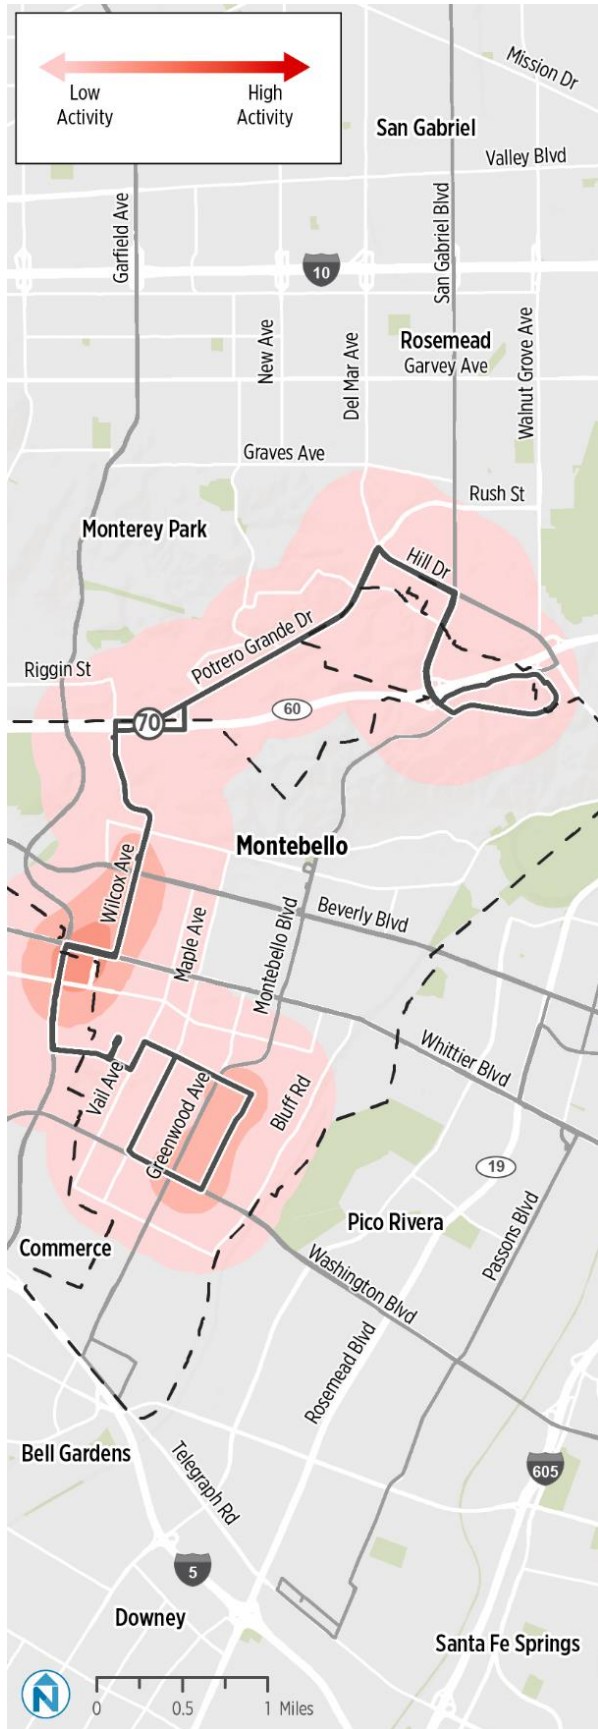 Low
Activity
High
Activity
Mission Dr
San Gabriel
Valley Blvd
Garfield Ave
San Gabriel Blvd
10
New Ave
Del Mar Ave
Rosemead
Garvey Ave
Walnut Grove Ave
Graves Ave
Rush St
Monterey Park
Hill Dr
Potrero Grande Dr
Riggin St
70
60
Montebello
Wilcox Ave
Maple Ave
Montebello Blvd
Beverly Blvd
Whittier Blvd
Vail Ave
Greenwood Ave
Bluff Rd
19
Pico Rivera
Passons Blvd
Commerce
Washington Blvd
Rosemead Blvd
Bell Gardens
Telegraph Rd
605
5
Downey
Santa Fe Springs
N
0
0.5
1 Miles